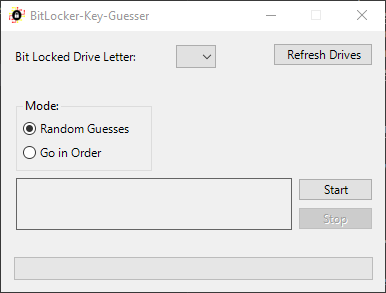 BitLocker-Key-Guesser
Bit Locked Drive Letter:
Refresh Drives
Mode:
Random Guesses
Go in Order
Start
Stop